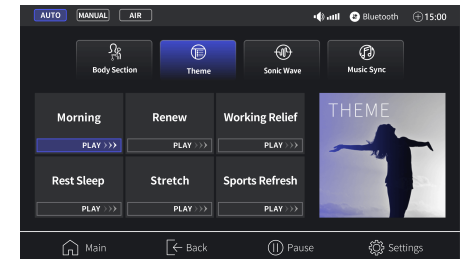 AUTO MANUAL AIR Bluetooth 15:00
Body Section Theme Sonic Wave Music Sync
Morning Renew Working Relief
PLAY PLAY PLAY
THEME
Rest Sleep Stretch Sports Refresh
PLAY PLAY PLAY
Main Back Pause Settings